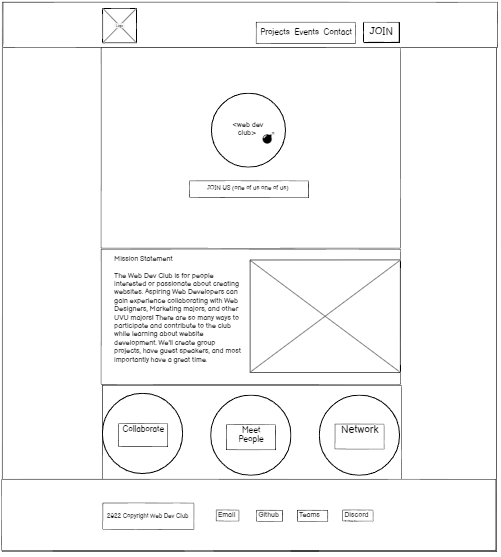 Logo
Projects Events Contact
JOIN
<web dev
club>
JOIN US (one of us one of us)
Mission Statement
The Web Dev Club is for people
interested or passionate about creating
websites. Aspiring Web Developers can
gain experience collaborating with Web
Designers, Marketing majors, and other
UVU majors! There are so many ways to
participate and contribute to the club
while learning about website
development. We'll create group
projects, have guest speakers, and most
importantly have a great time.
Collaborate
Meet
People
Network
2022 Copyright Web Dev Club
Email
Github
Teams
Discord